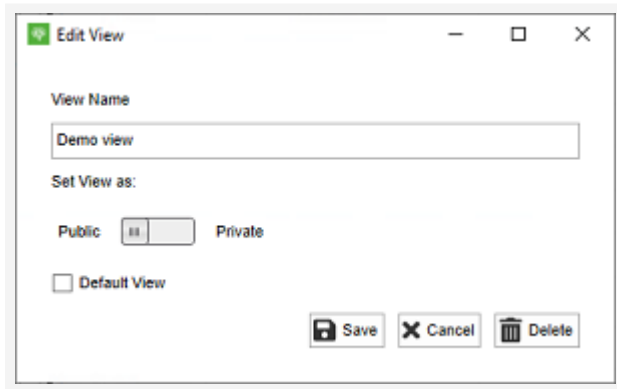 Edit View
View Name
Demo view
Set View as:
Public Private
Default View
Save Cancel Delete